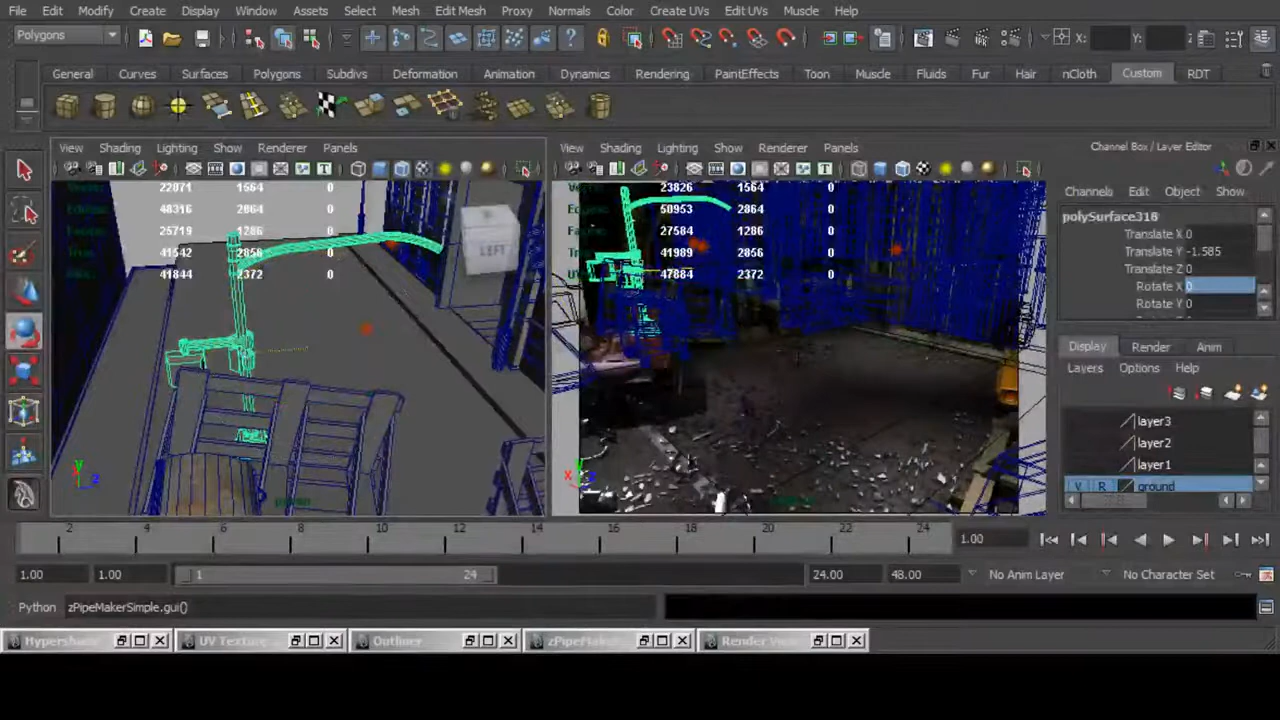 File Edit Modify Create Display Window Assets Select Mesh Edit Mesh Proxy Normals Color Create UVs Edit UVs Muscle Help
Polygons X: Y:
General Curves Surfaces Polygons Subdivs Deformation Animation Dynamics Rendering PaintEffects Toon Muscle Fluids Fur Hair nCloth Custom RDT
View Shading Lighting Show Renderer Panels
22871 1564 0
48316 2864 0
25719 1286 0
41542 2856 0
41844 2372 0
LEFT
View Shading Lighting Show Renderer Panels
23826 1564 0
50953 2864 0
27584 1286 0
41989 2856 0
47884 2372 0
Channel Box / Layer Editor
Channels Edit Object Show
polySurface318
Translate X 0
Translate Y -1.585
Translate Z 0
Rotate X 0
Rotate Y 0
Display Render Anim
Layers Options Help
layer3
layer2
layer1
V R ground
2 4 6 8 10 12 14 16 18 20 22 24 1.00
1.00 1.00 1 24 24.00 48.00 No Anim Layer No Character Set
Python zPipeMakerSimple.gui()
UV Texture Outliner Render